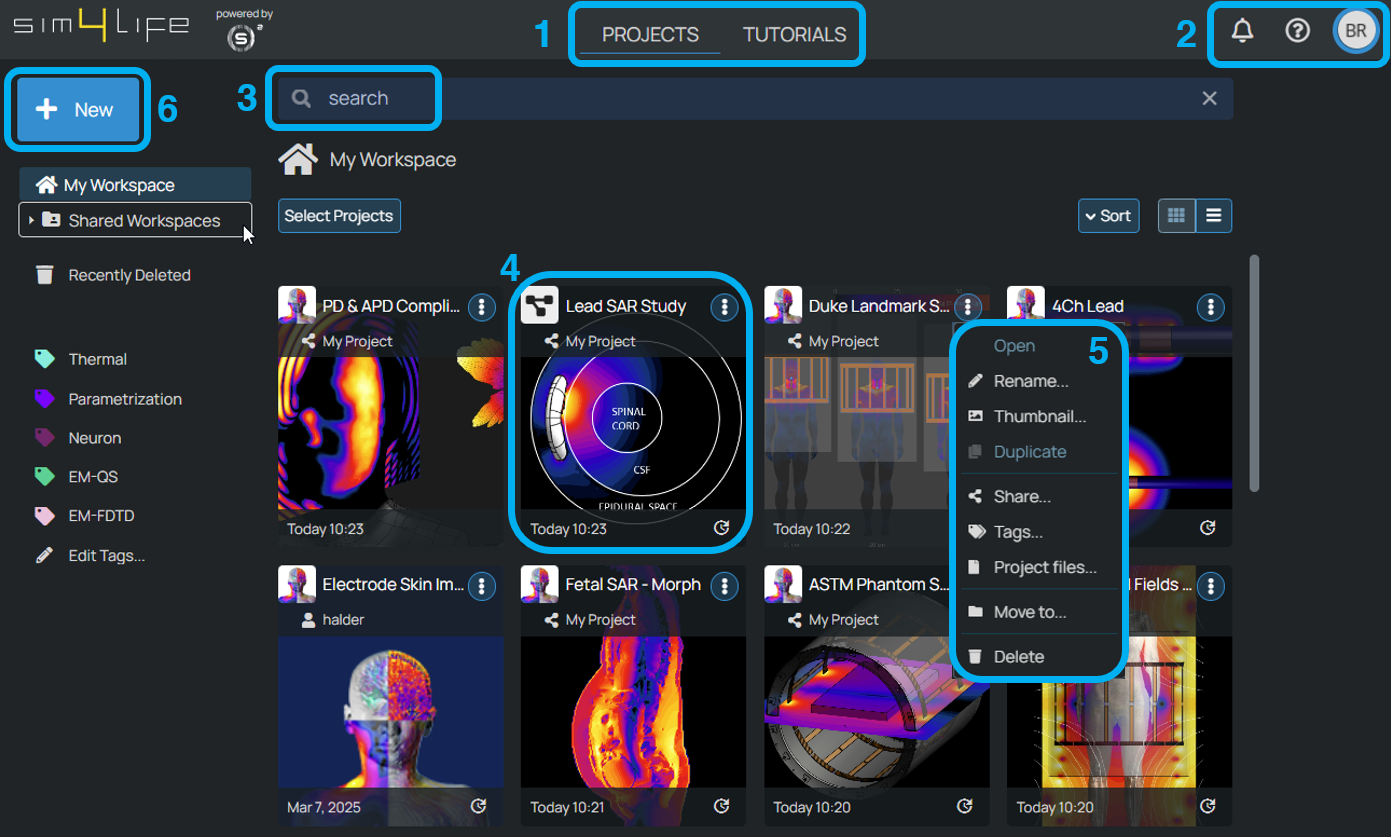 sim4Life
powered by
S
1
PROJECTS TUTORIALS
2
BR
6
New
3
search
My Workspace
My Workspace
Shared Workspaces
Select Projects
Sort
Recently Deleted
4
PD & APD Compli...
My Project
Today 10:23
Lead SAR Study
My Project
SPINAL
CORD
CSF
EPIDURAL SPACE
Today 10:23
Duke Landmark S...
My Project
Today 10:22
4Ch Lead
5
Open
Rename...
Thumbnail...
Duplicate
Share...
Tags...
Project files...
Move to...
Delete
Thermal
Parametrization
Neuron
EM-QS
EM-FDTD
Edit Tags...
Electrode Skin Im...
halder
Mar 7, 2025
Fetal SAR - Morph
My Project
Today 10:21
ASTM Phantom S...
My Project
Today 10:20
Fields ...
Today 10:20